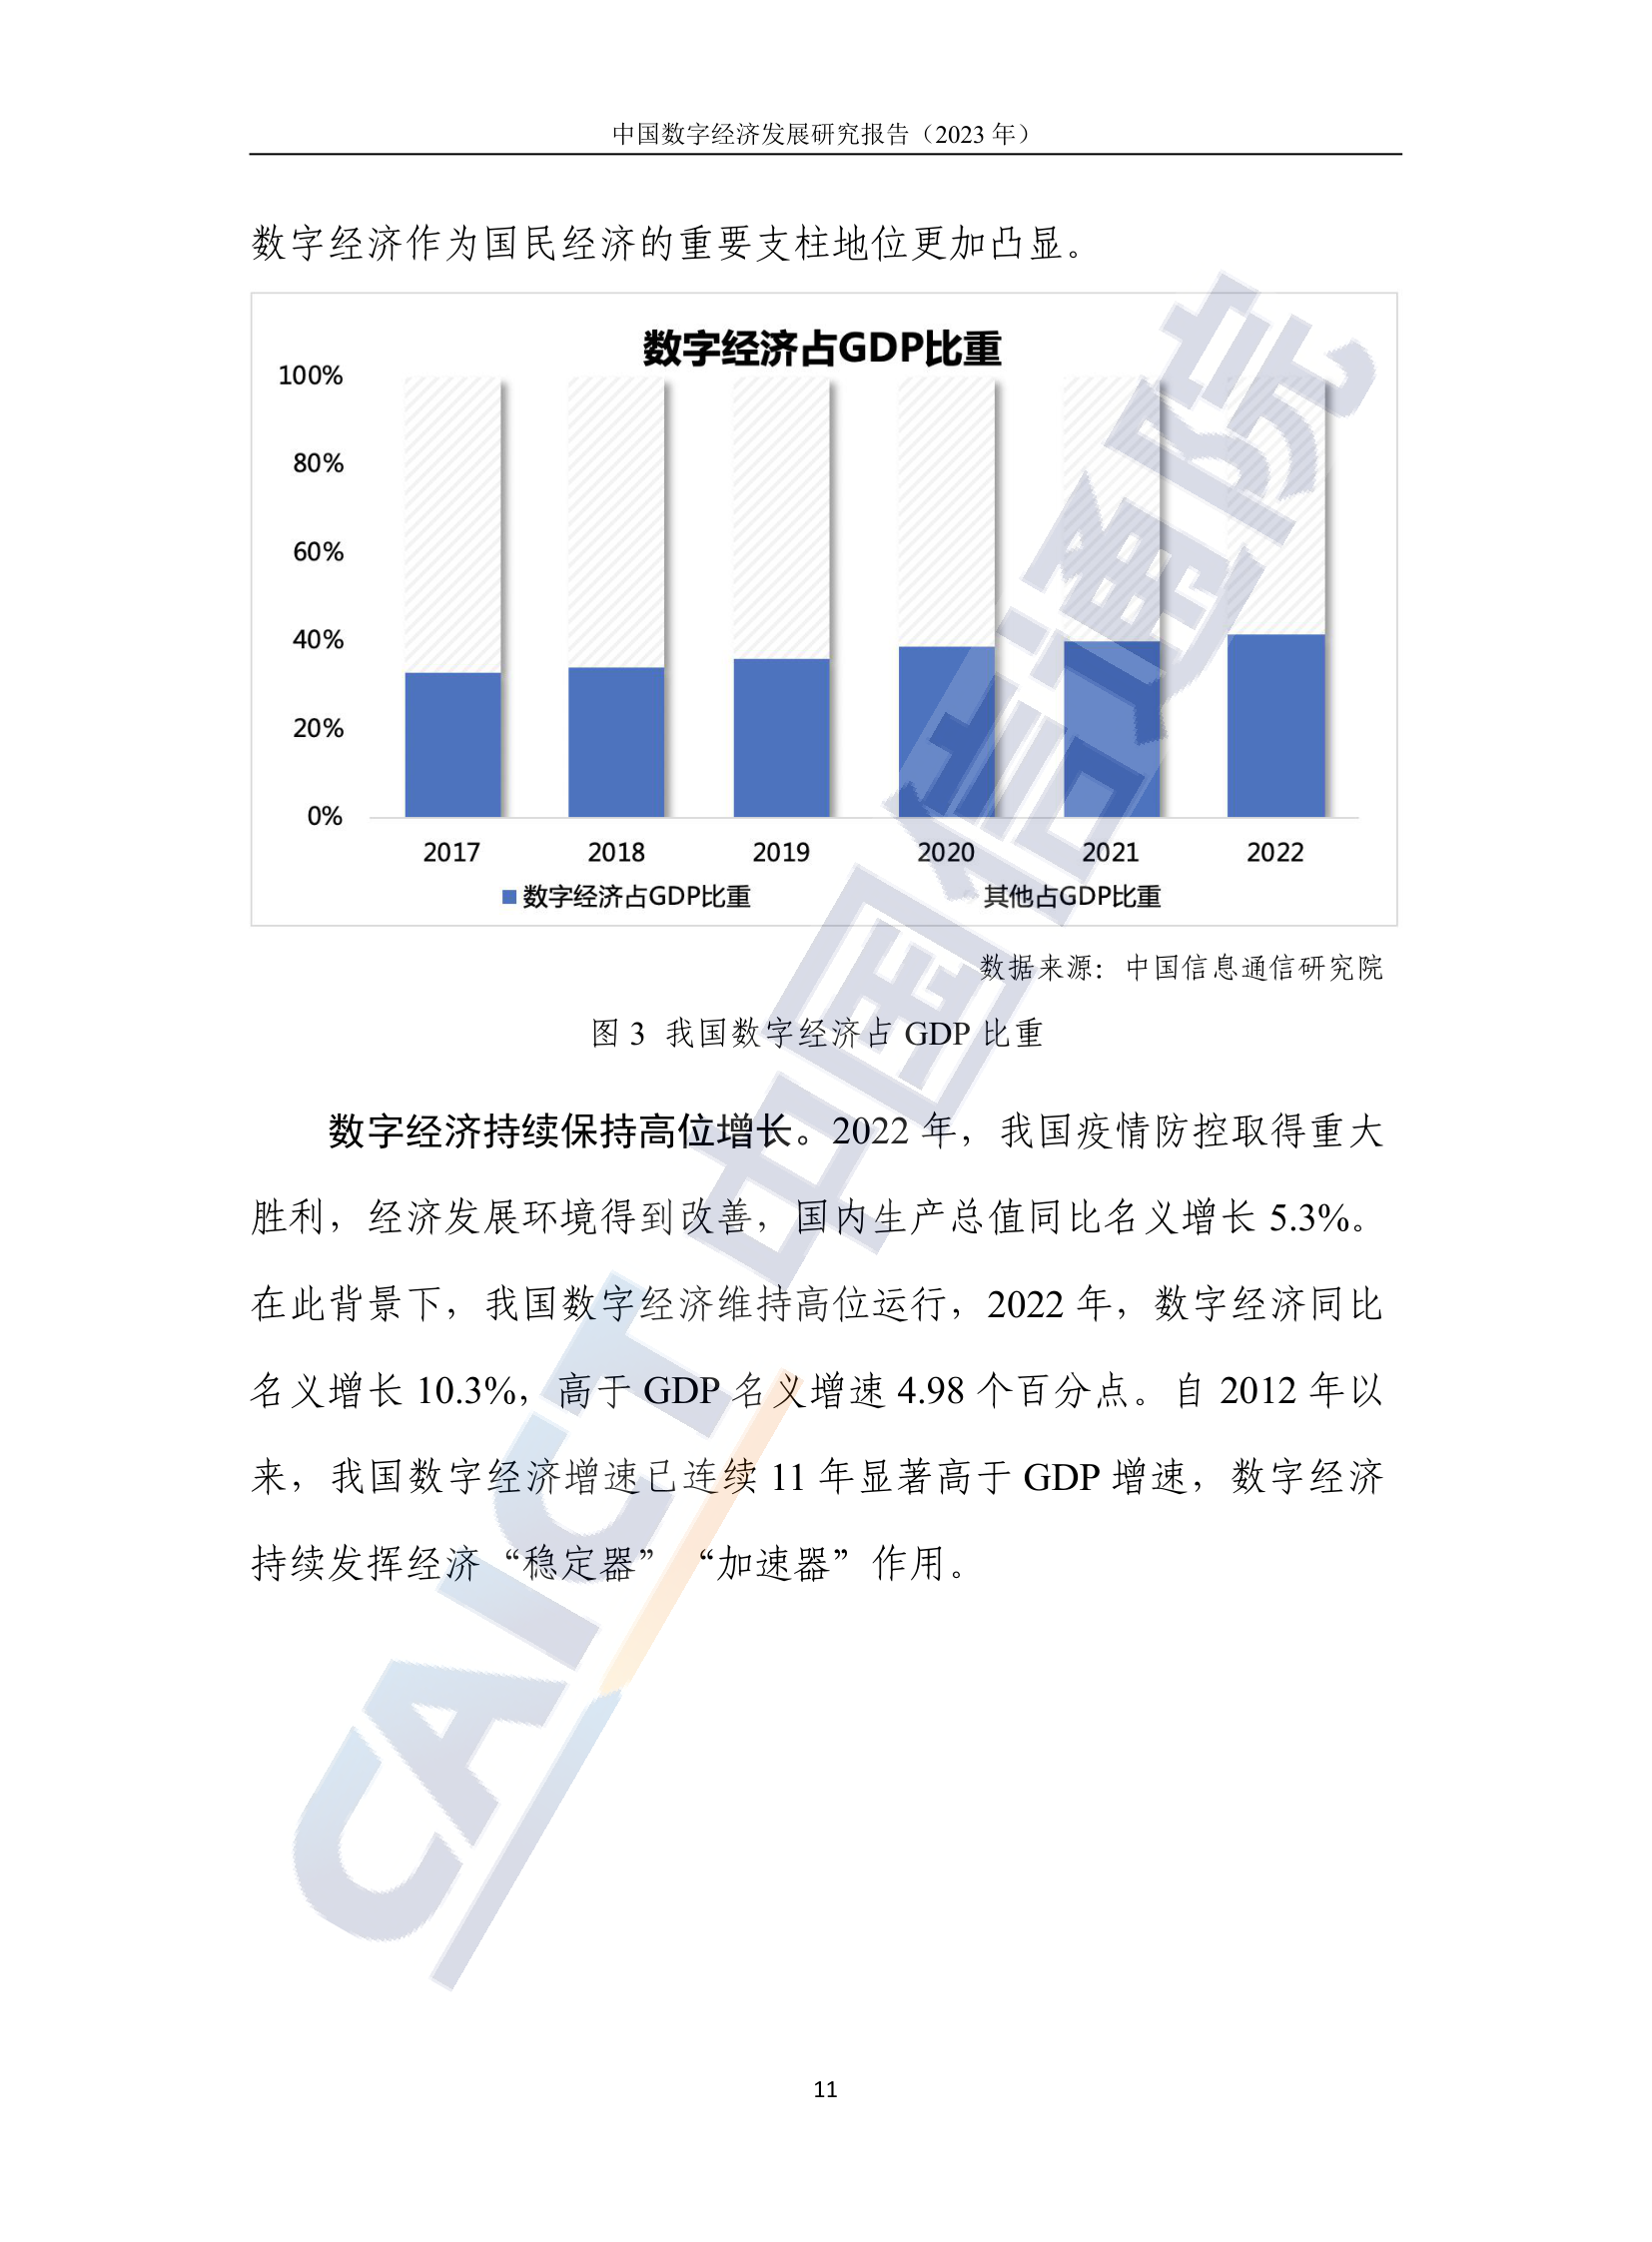 中国数字经济发展研究报告（2023 年）
数字经济作为国民经济的重要支柱地位更加凸显。
数字经济占GDP比重
100%
80%
60%
40%
20%
0%
2017 2018 2019 2020 2021 2022
数字经济占GDP比重 其他占GDP比重
数据来源：中国信息通信研究院
图 3 我国数字经济占 GDP 比重
数字经济持续保持高位增长。2022 年，我国疫情防控取得重大
胜利，经济发展环境得到改善，国内生产总值同比名义增长 5.3%。
在此背景下，我国数字经济维持高位运行，2022 年，数字经济同比
名义增长 10.3%，高于 GDP 名义增速 4.98 个百分点。自 2012 年以
来，我国数字经济增速已连续 11 年显著高于 GDP 增速，数字经济
持续发挥经济“稳定器”“加速器”作用。
CAICT 中国信通院
11